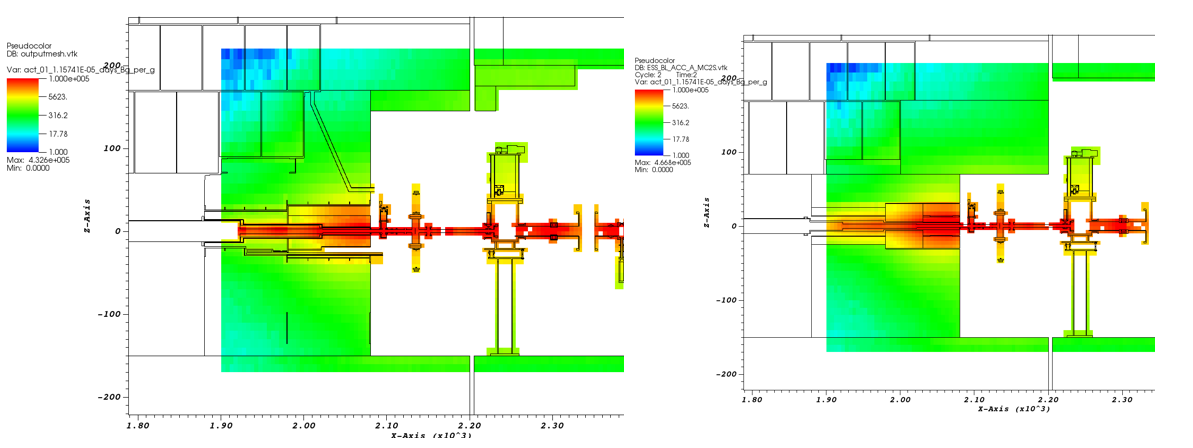 Pseudocolor
DB: outputmesh.vtk
Var: act_01_1.15741E-05_days_Bq_per_g
1.000e+005
5623.
316.2
17.78
1.000
Max: 4.326e+005
Min: 0.0000
200
100
0
-100
-200
z-Axis
1.80
1.90
2.00
2.10
2.20
2.30
X-Axis (x10^3)
Pseudocolor
DB: ESS_BL_ACC_A_MC2S.vtk
Cycle: 2 Time:2
Var: act_01_1.15741E-05_days_Bq_per_g
1.000e+005
5623.
316.2
17.78
1.000
Max: 4.668e+005
Min: 0.0000
200
100
0
-100
-200
z-Axis
1.80
1.90
2.00
2.10
2.20
2.30
X-Axis (x10^3)